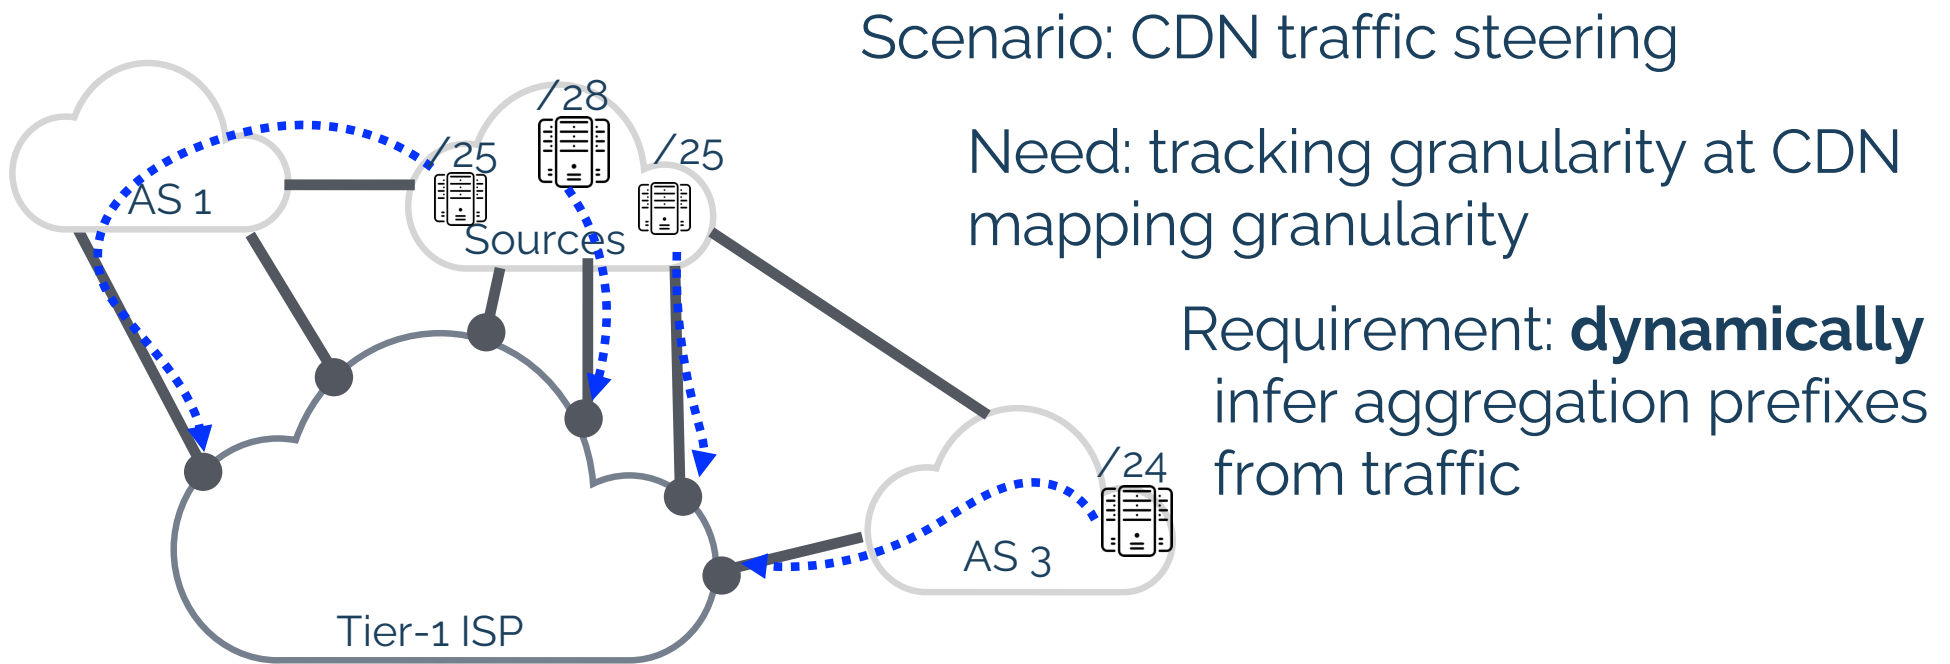 Scenario: CDN traffic steering
/28
/25
/25
AS 1
Sources
Need: tracking granularity at CDN
mapping granularity
Requirement: dynamically
infer aggregation prefixes
from traffic
/24
AS 3
Tier-1 ISP